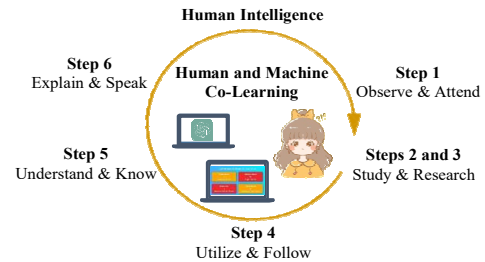 Human Intelligence
Human and Machine
Co-Learning
Step 1
Observe & Attend
Steps 2 and 3
Study & Research
Step 4
Utilize & Follow
Step 5
Understand & Know
Step 6
Explain & Speak